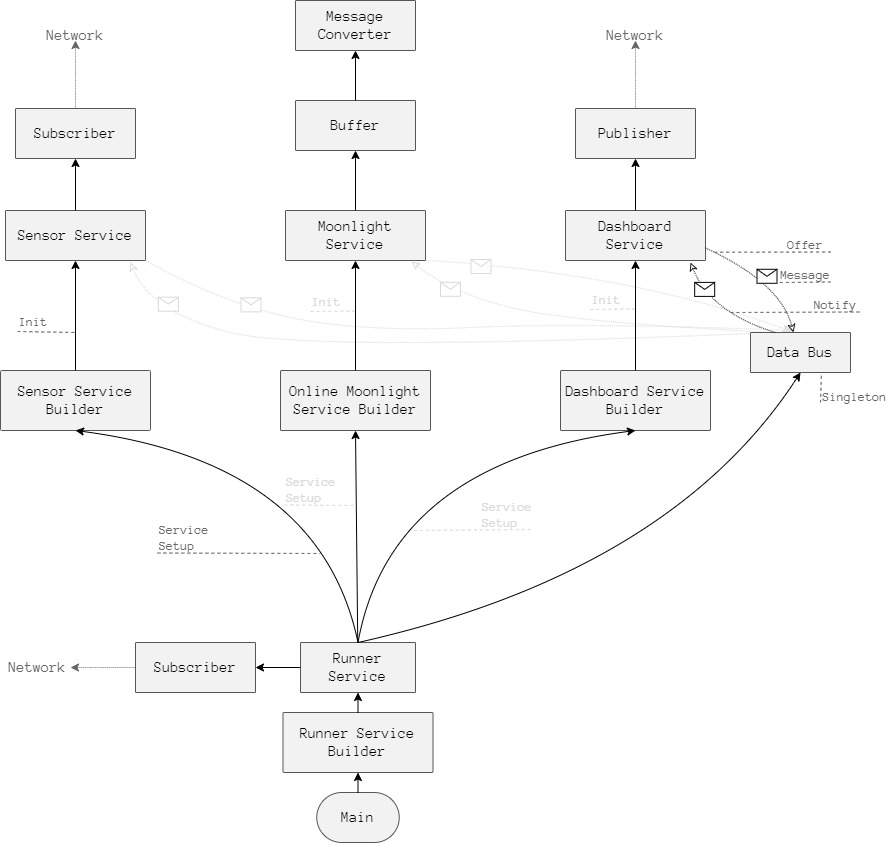 Message
Converter
Network
Network
Buffer
Subscriber
Publisher
Sensor Service
Moonlight
Service
Dashboard
Service
Offer
Message
Notify
Init
Init
Init
Data Bus
Singleton
Sensor Service
Builder
Online Moonlight
Service Builder
Dashboard Service
Builder
Service
Setup
Service
Setup
Service
Setup
Network
Subscriber
Runner
Service
Runner Service
Builder
Main